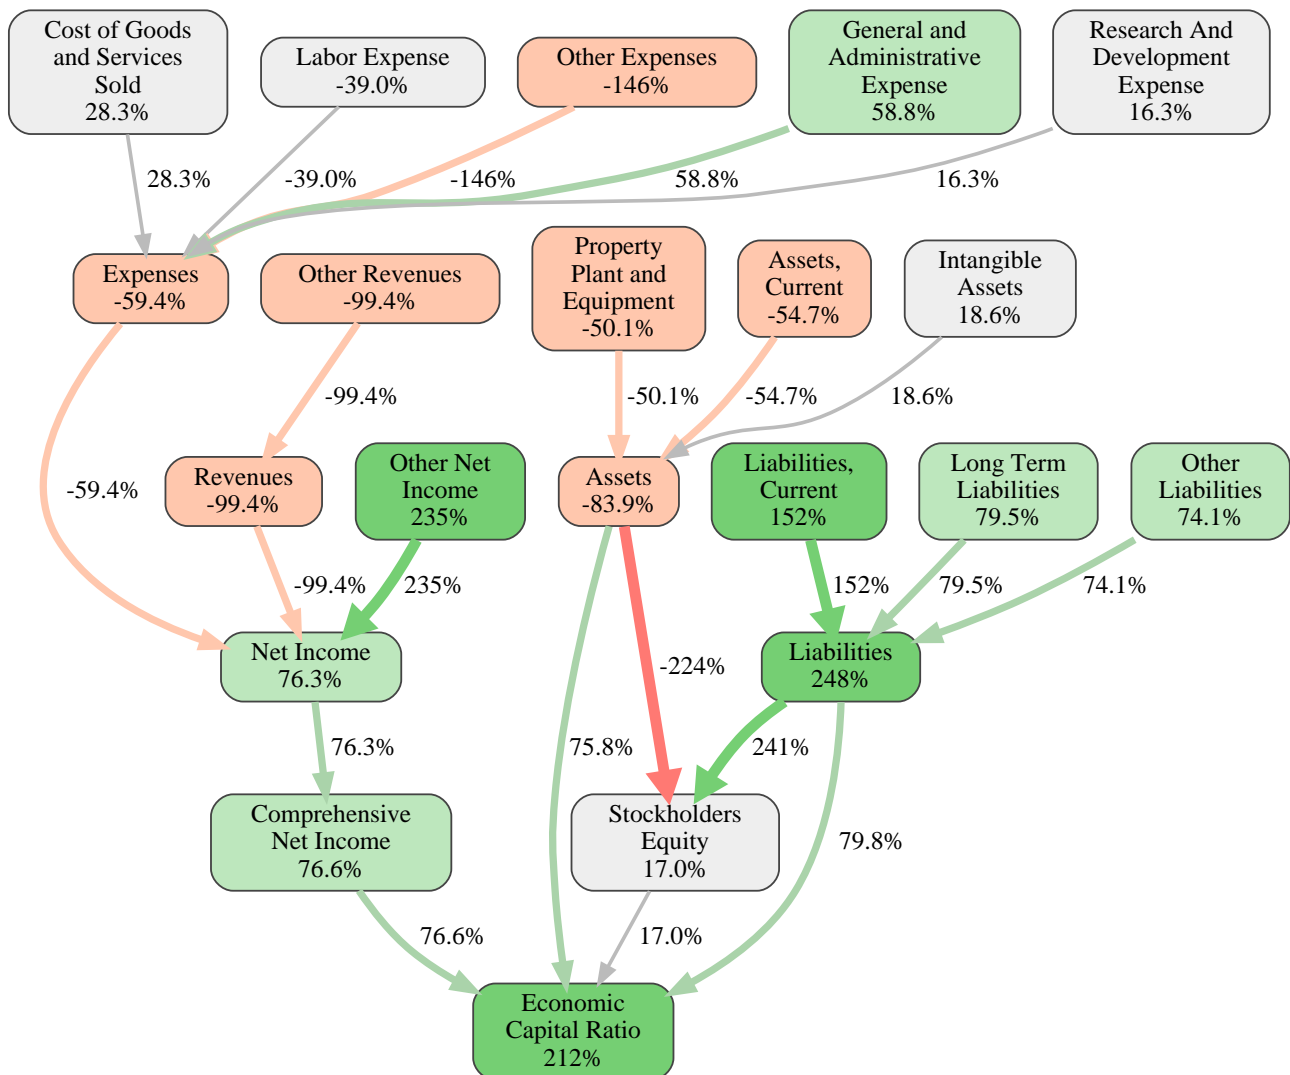 Cost of Goods
and Services
Sold
28.3%
Labor Expense
-39.0%
Other Expenses
-146%
General and
Administrative
Expense
58.8%
Research And
Development
Expense
16.3%
28.3%
-39.0%
-146%
58.8%
16.3%
Expenses
-59.4%
Other Revenues
-99.4%
Property
Plant and
Equipment
-50.1%
Assets,
Current
-54.7%
Intangible
Assets
18.6%
-99.4%
-50.1%
-54.7%
18.6%
-59.4%
Revenues
-99.4%
Other Net
Income
235%
Assets
-83.9%
Liabilities,
Current
152%
Long Term
Liabilities
79.5%
Other
Liabilities
74.1%
-99.4%
235%
152%
79.5%
74.1%
Net Income
76.3%
-224%
Liabilities
248%
76.3%
75.8%
241%
79.8%
Comprehensive
Net Income
76.6%
Stockholders
Equity
17.0%
76.6%
17.0%
Economic
Capital Ratio
212%